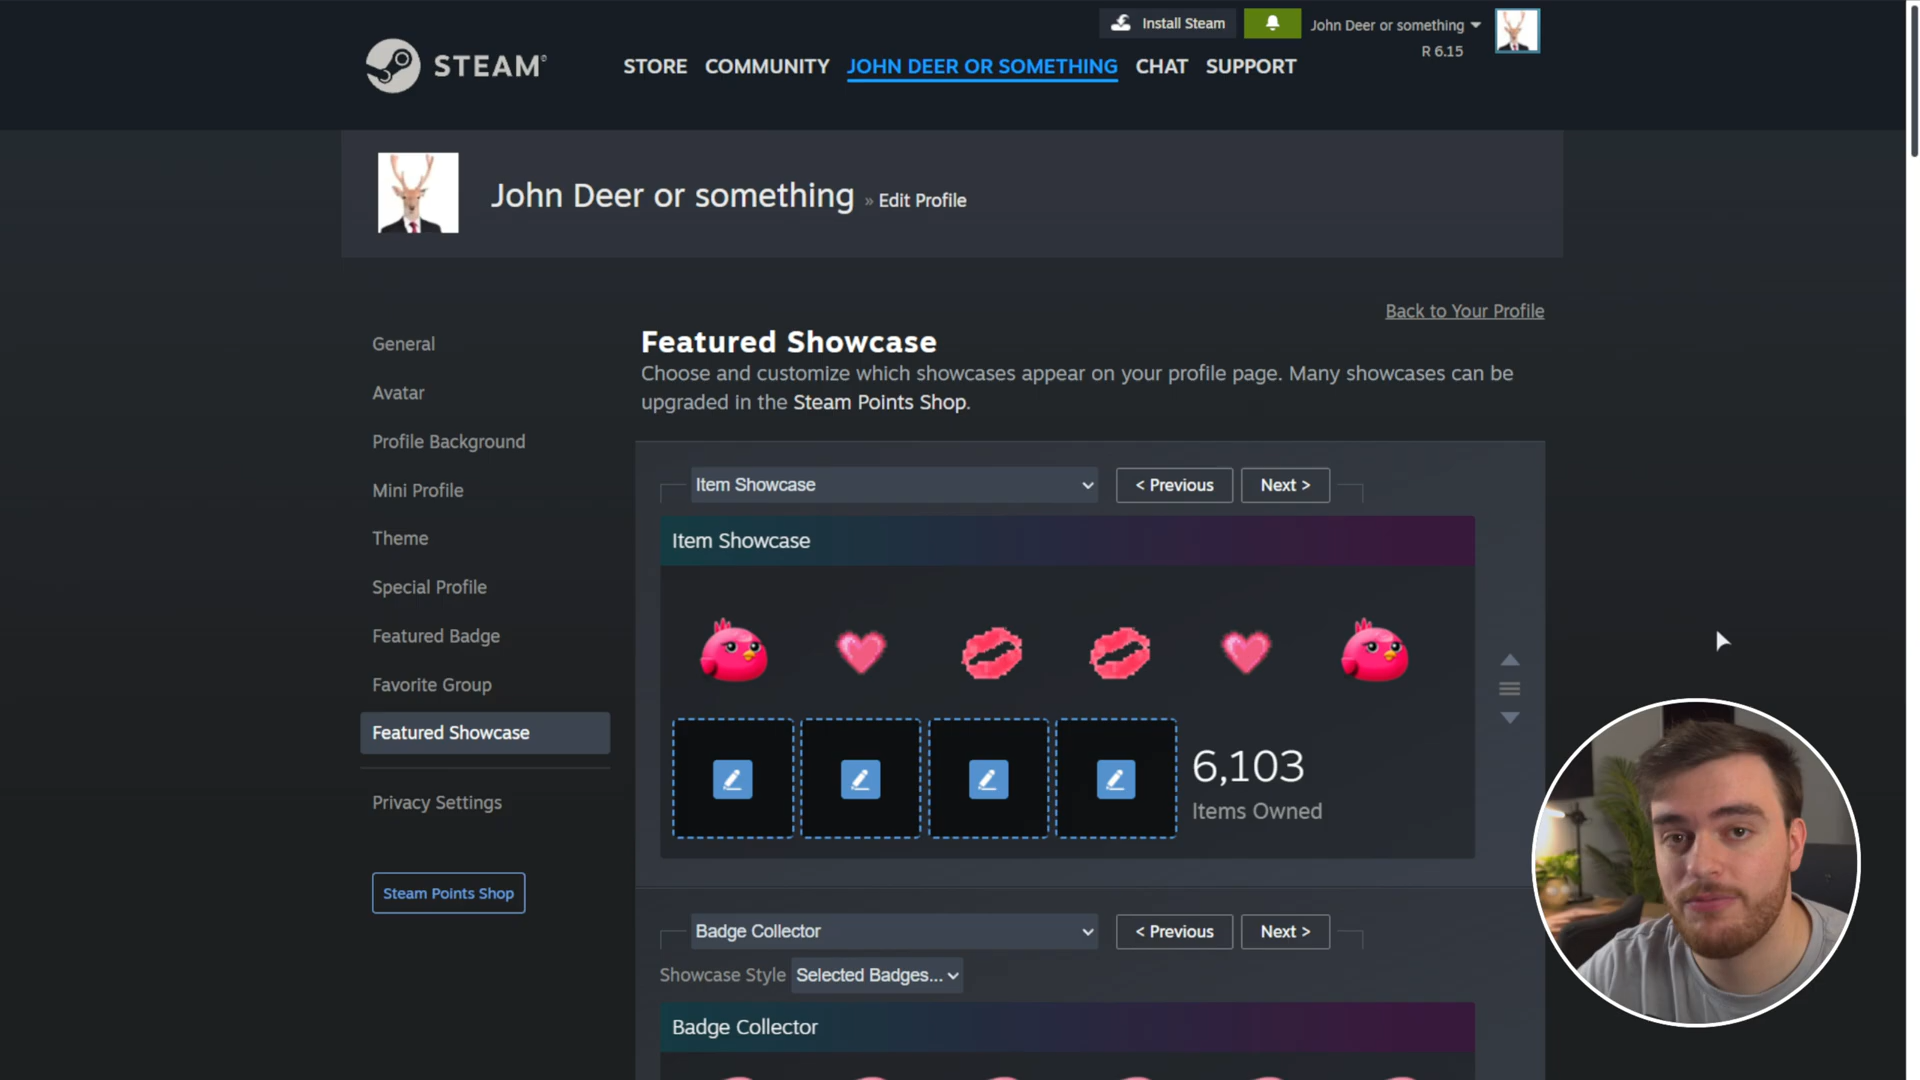 Install Steam
John Deer or something
R 6.15
STEAM®
STORE
COMMUNITY
JOHN DEER OR SOMETHING
CHAT
SUPPORT
John Deer or something » Edit Profile
Back to Your Profile
General
Avatar
Profile Background
Mini Profile
Theme
Special Profile
Featured Badge
Favorite Group
Featured Showcase
Privacy Settings
Steam Points Shop
Featured Showcase
Choose and customize which showcases appear on your profile page. Many showcases can be
upgraded in the Steam Points Shop.
Item Showcase
< Previous
Next >
Item Showcase
6,103
Items Owned
Badge Collector
< Previous
Next >
Showcase Style
Selected Badges...
Badge Collector